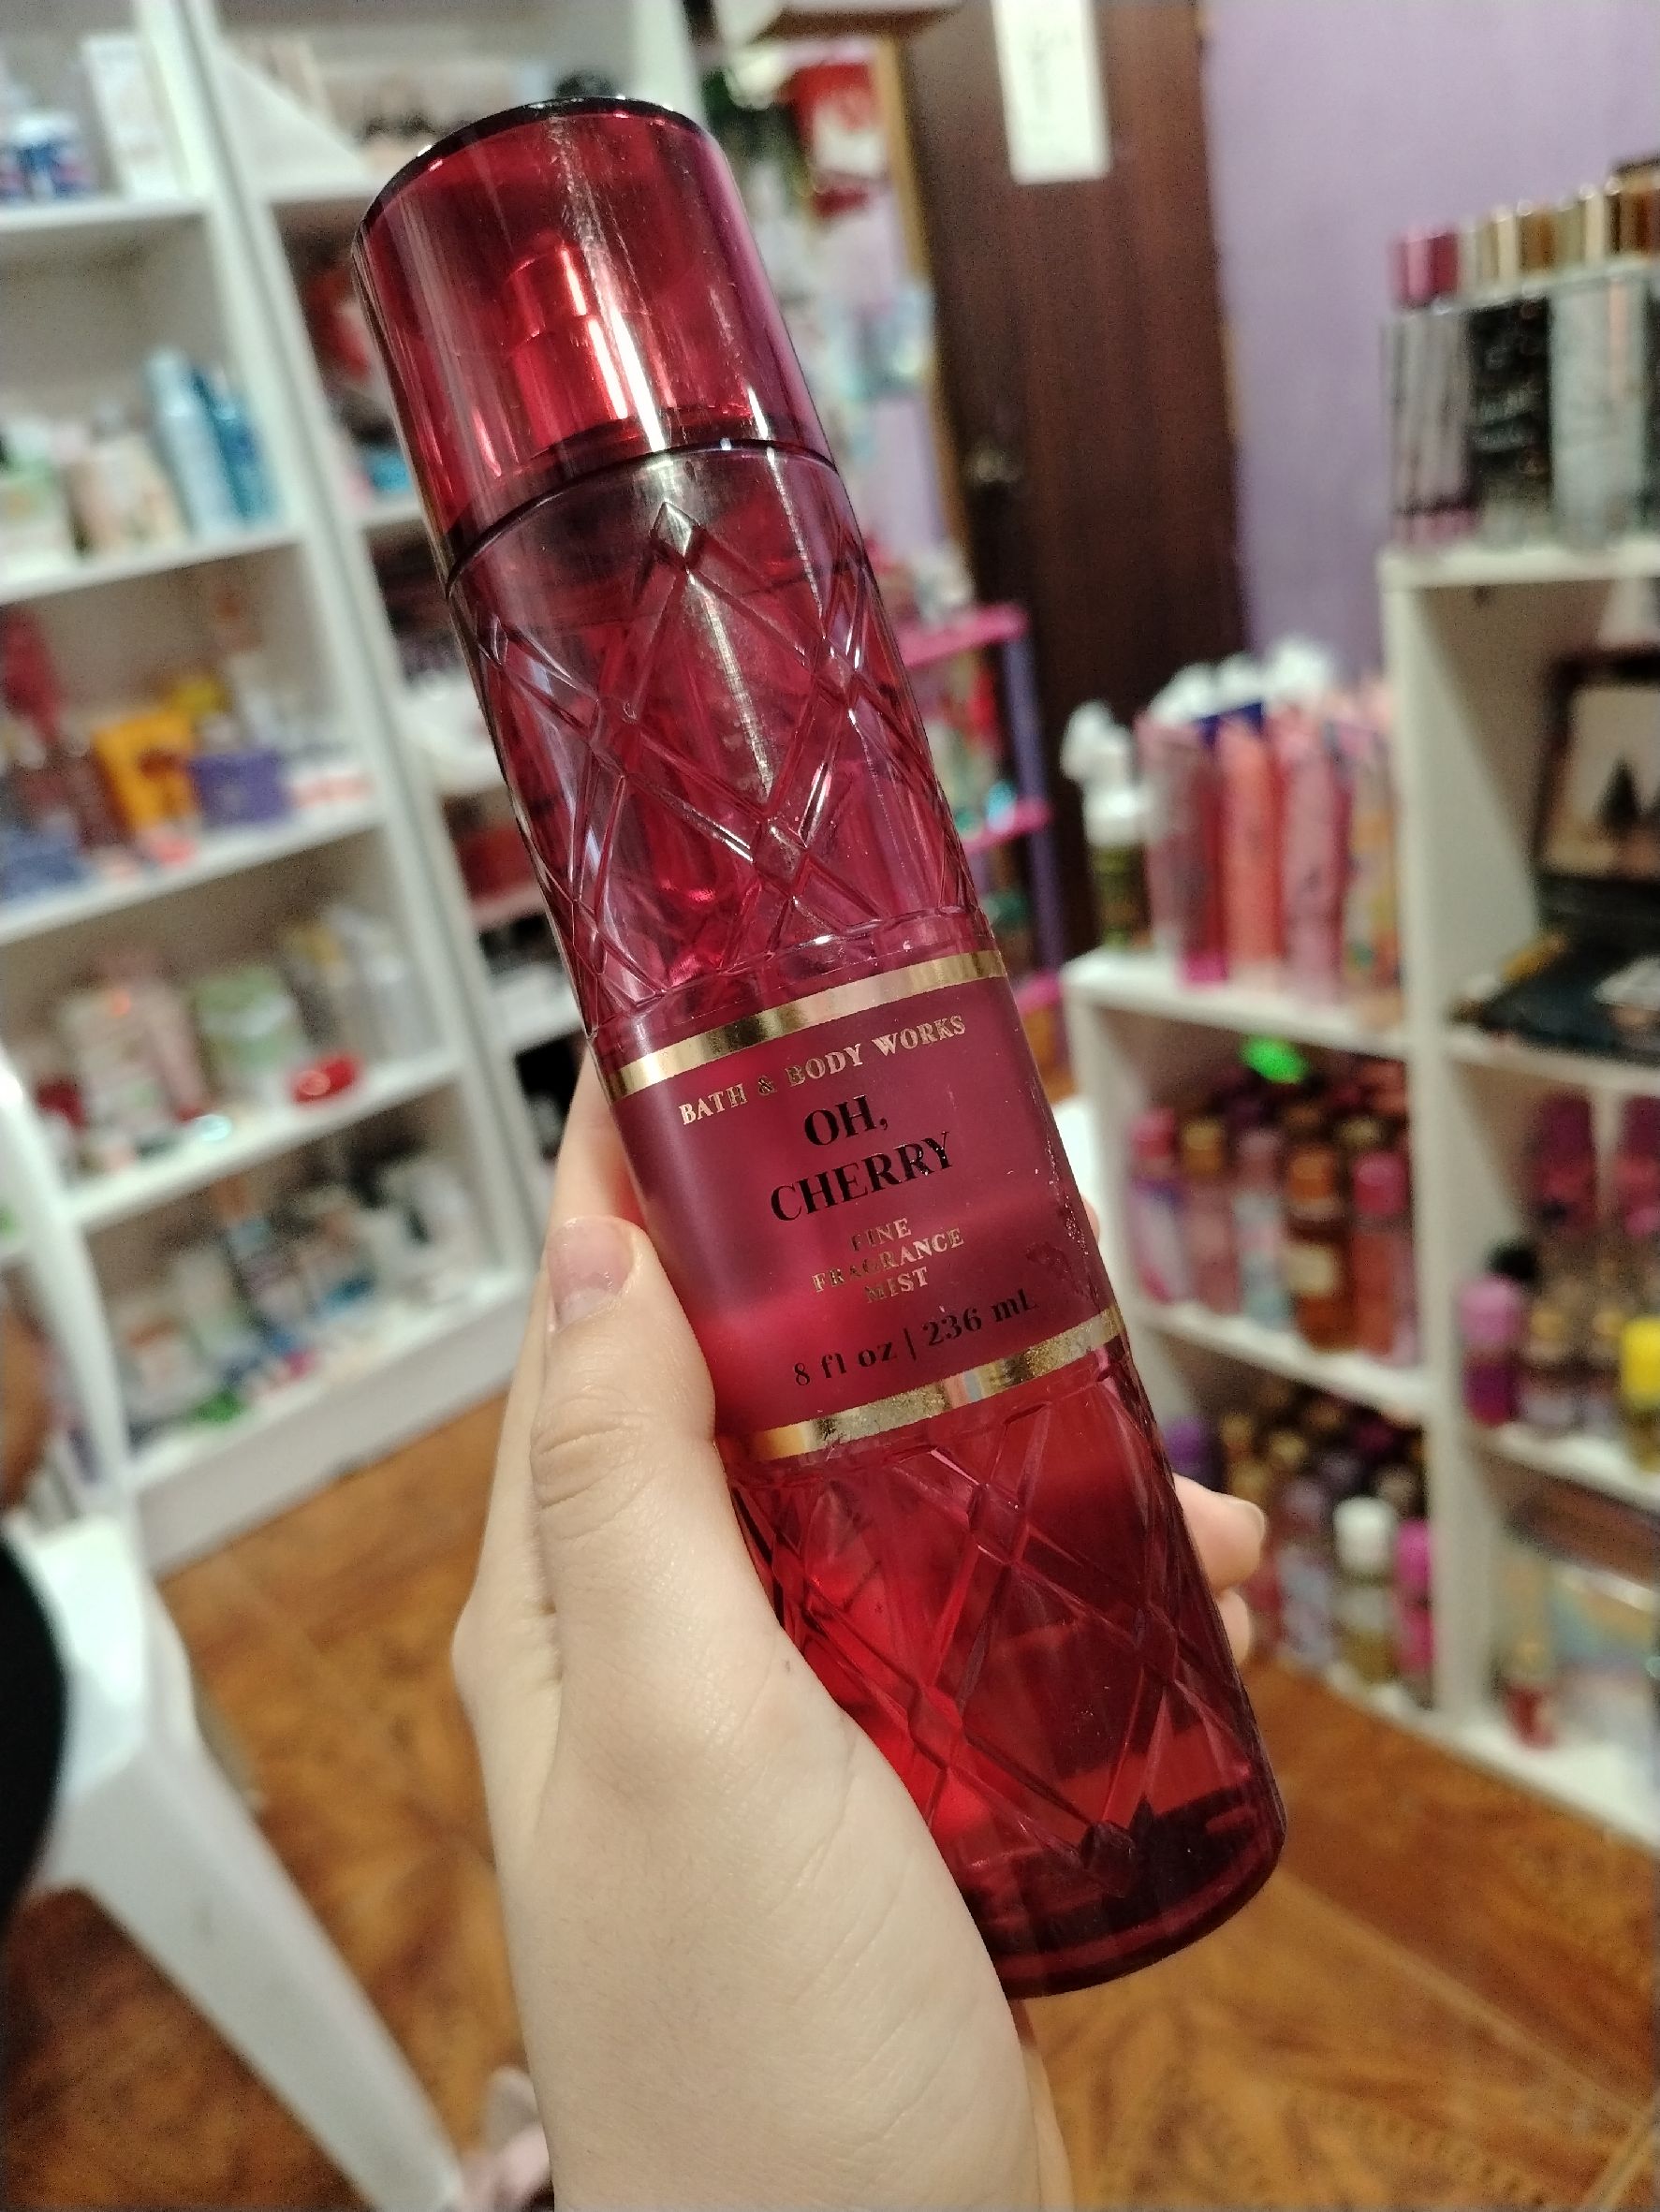 BATH & BODY WORKS
OH,
CHERRY
FINE
FRAGRANCE
MIST
8 fl oz | 236 mL